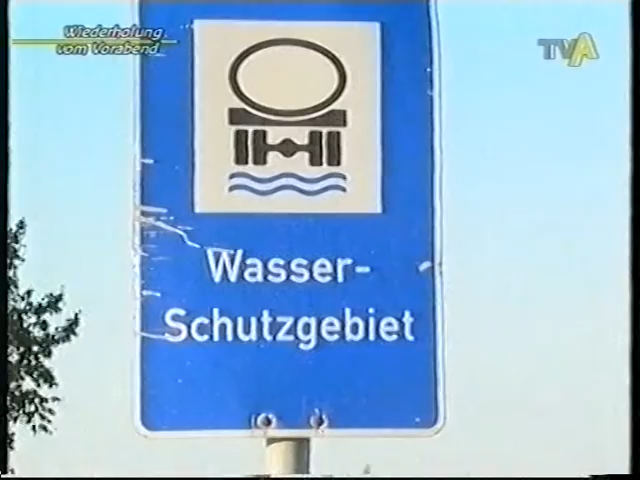 Wiederholung
vom Vorabend
TVA
Wasser-
Schutzgebiet